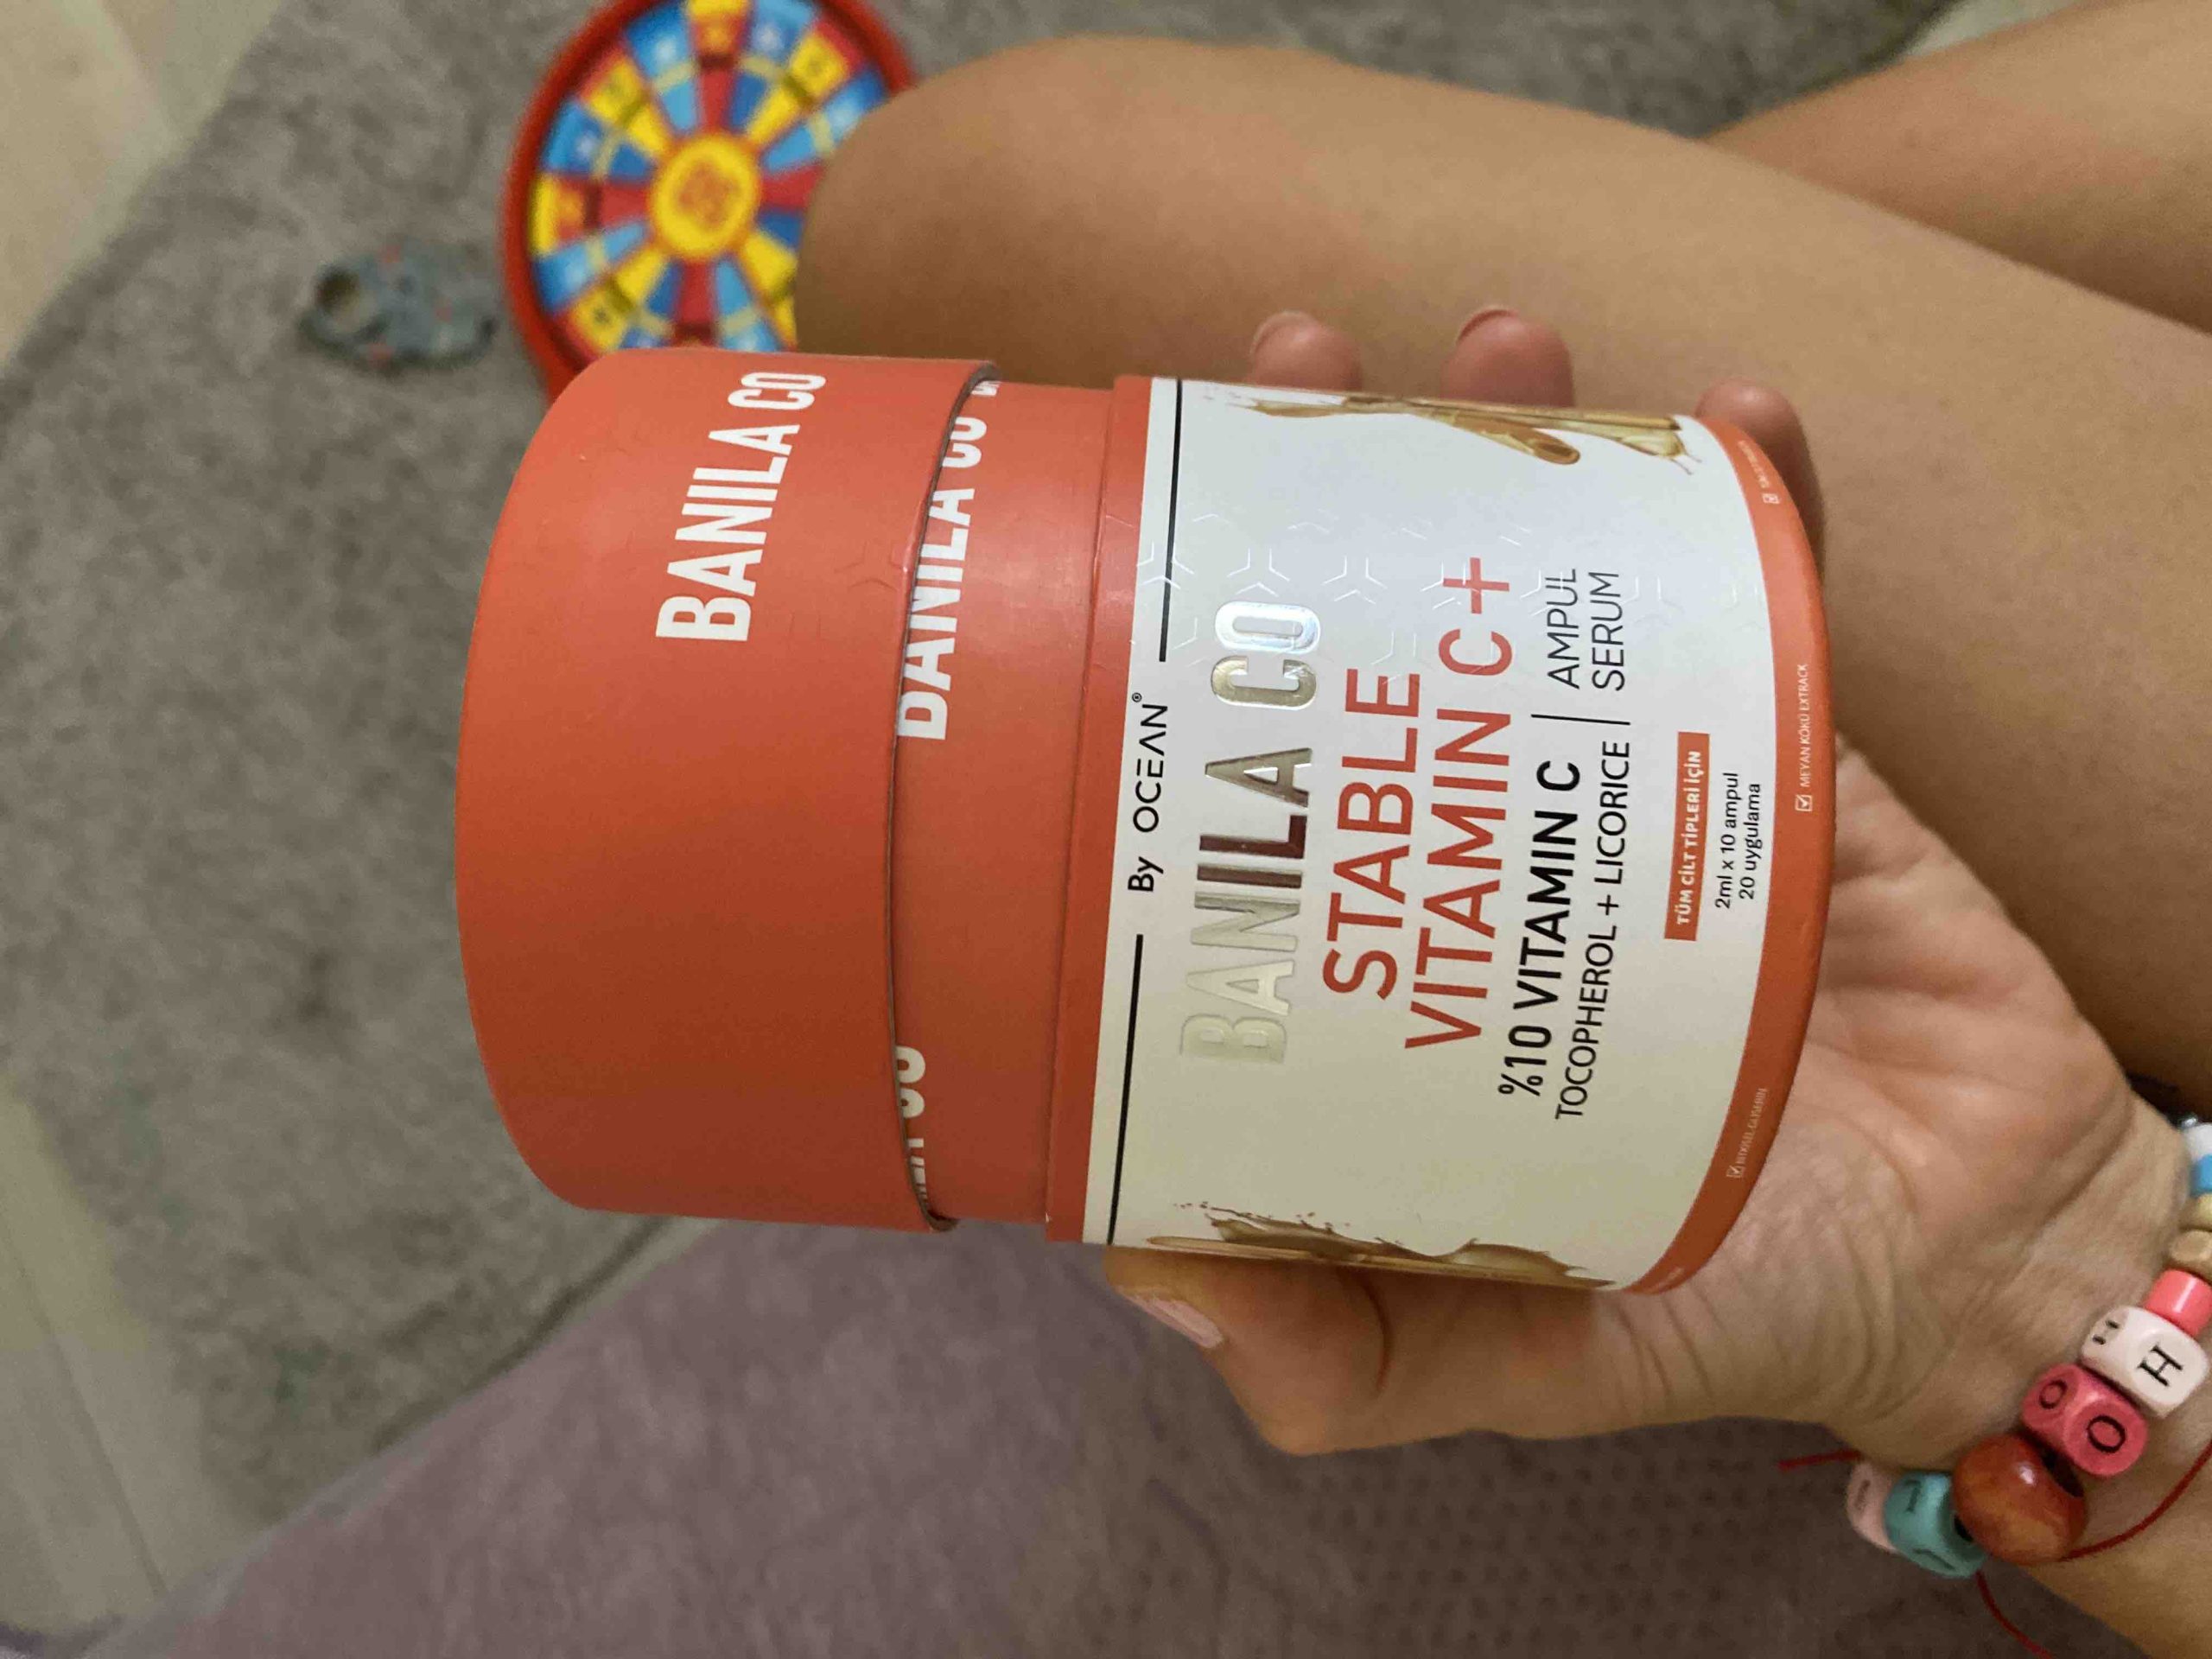 BANILA CO
BANILA CO
By OCEAN®
BANILA CO
STABLE
VITAMIN C+
%10 VITAMIN C
TOCOPHEROL + LICORICE
AMPUL
SERUM
TÜM CİLT TİPLERİ İÇİN
2ml x 10 ampul
20 uygulama
MEYAN KÖKÜ EXTRACK
H
O
O